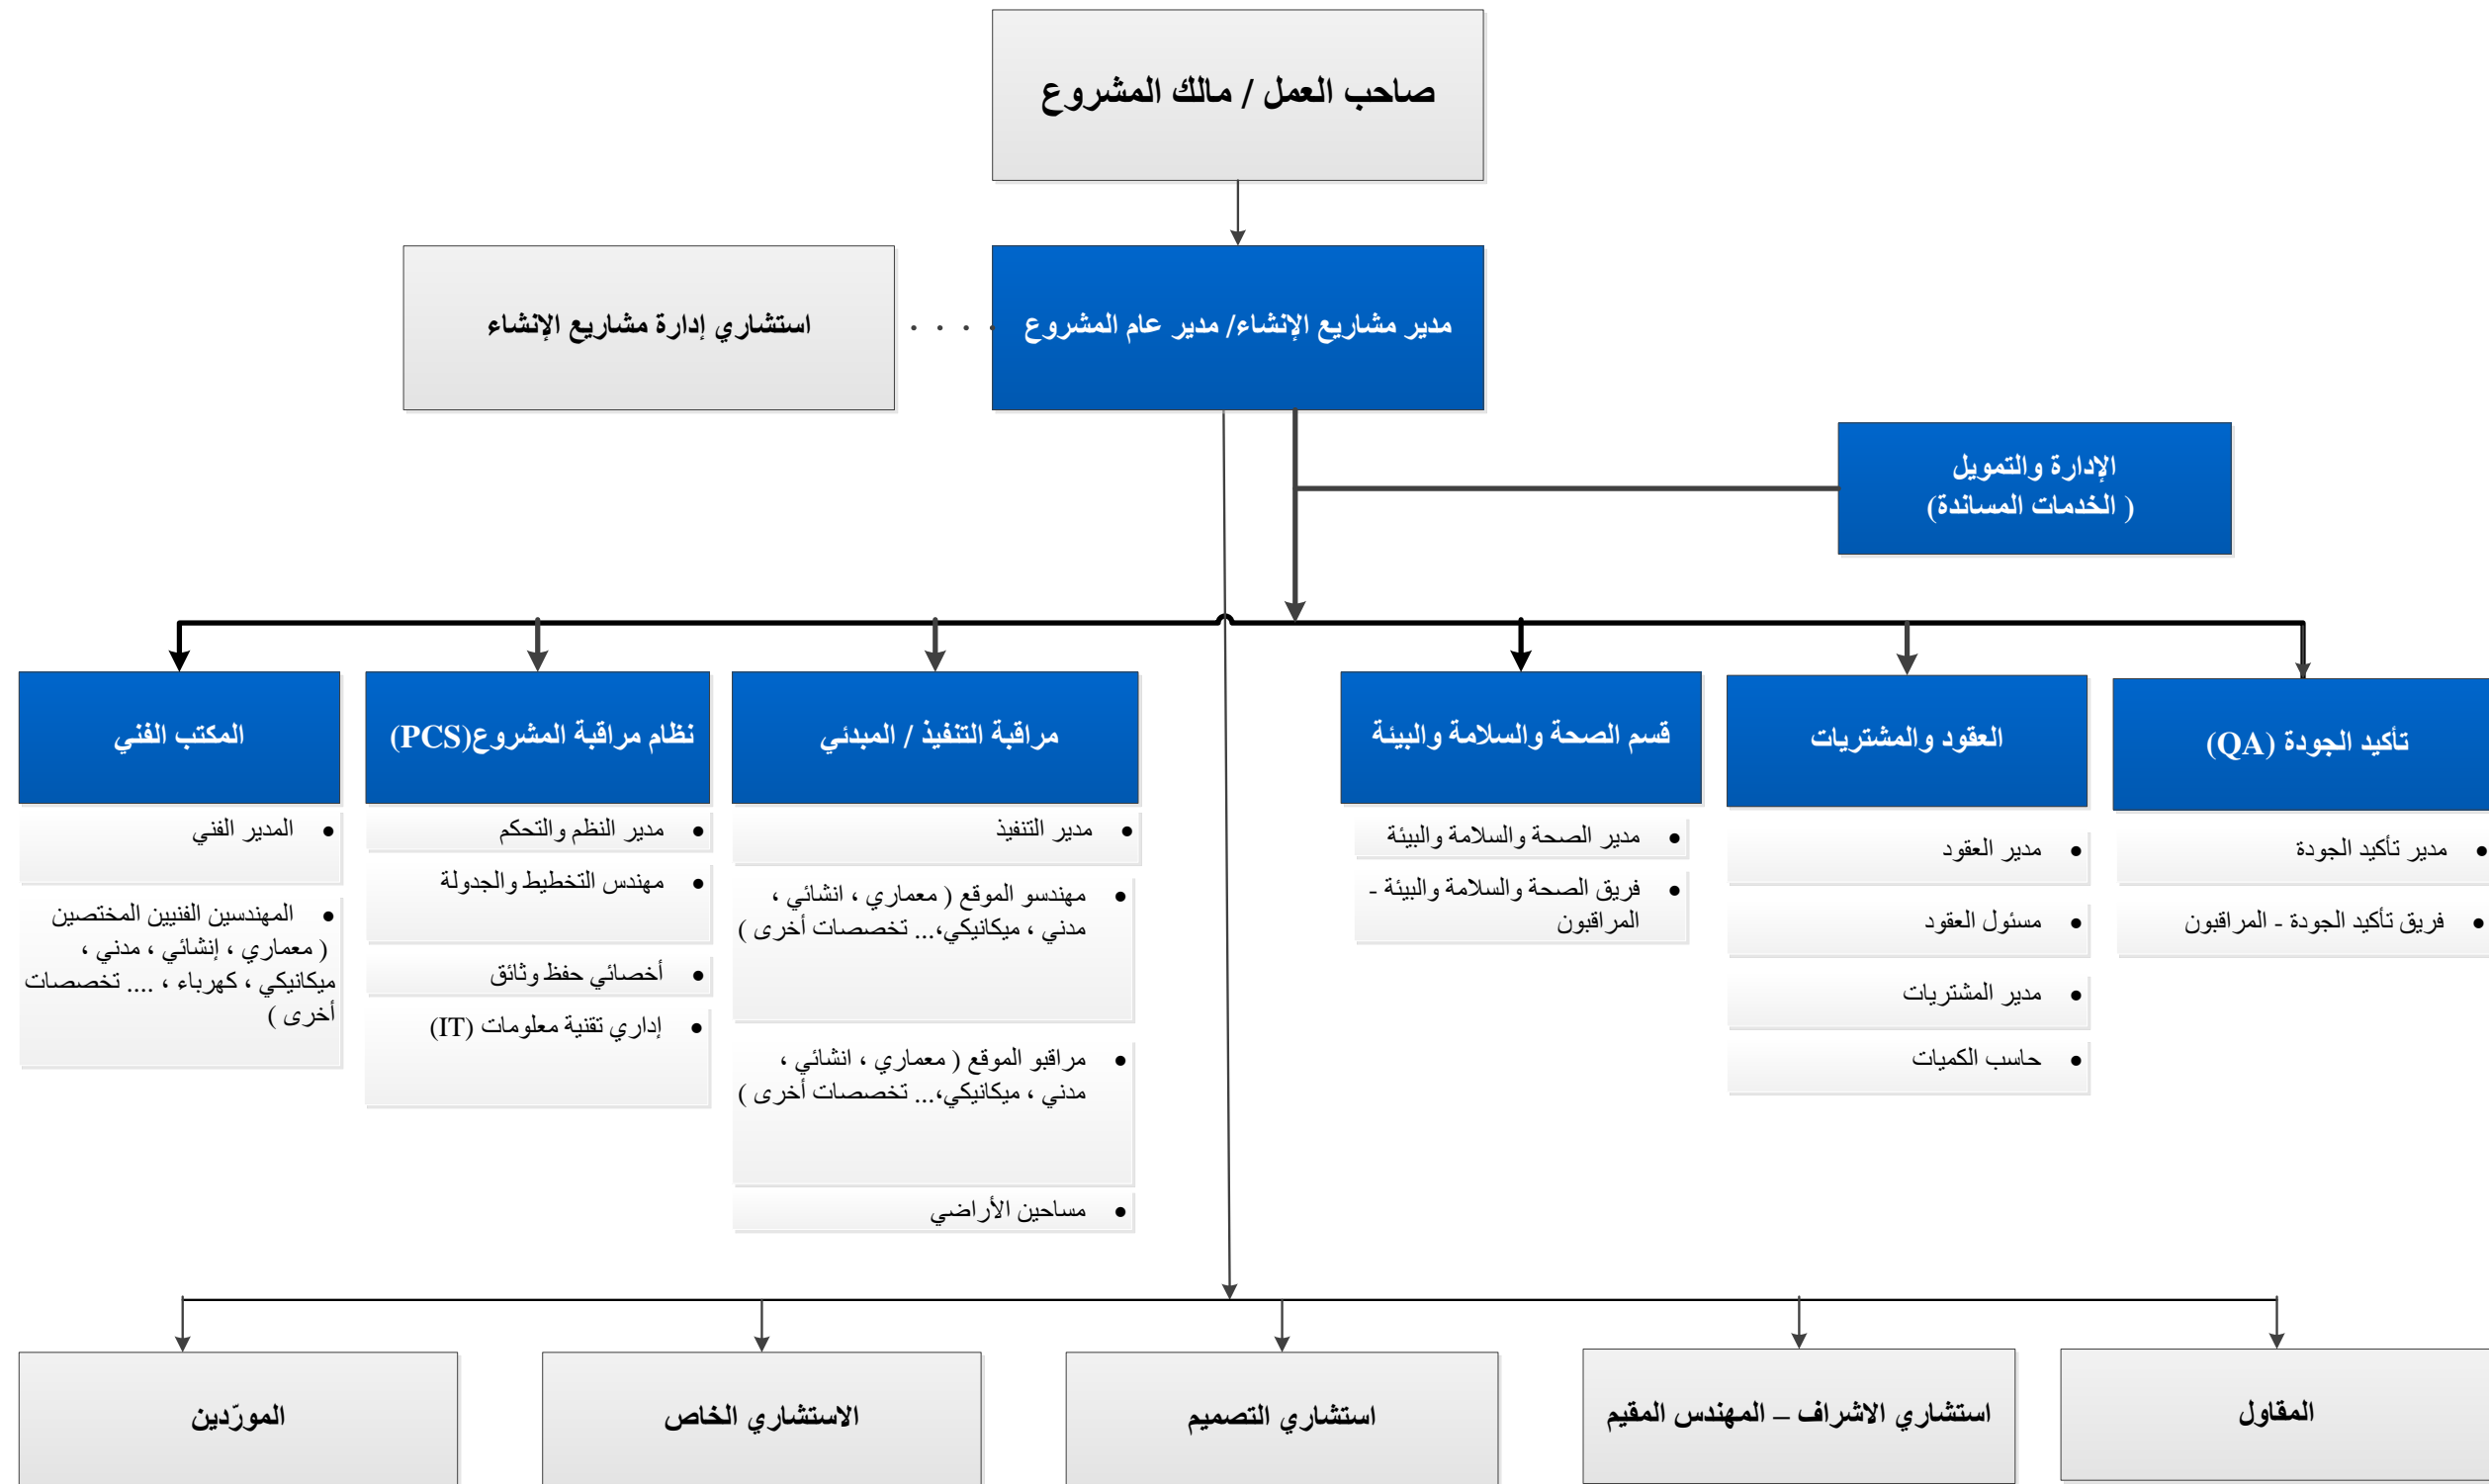 صاحب العمل / مالك المشروع
مدير مشاريع الإنشاء/ مدير عام المشروع
استشاري إدارة مشاريع الإنشاء
الإدارة والتمويل
( الخدمات المساندة)
تأكيد الجودة (QA)
• مدير تأكيد الجودة
• فريق تأكيد الجودة - المراقبون
العقود والمشتريات
• مدير العقود
• مسئول العقود
• مدير المشتريات
• حاسب الكميات
قسم الصحة والسلامة والبيئة
• مدير الصحة والسلامة والبيئة
• فريق الصحة والسلامة والبيئة -
المراقبون
مراقبة التنفيذ / المبدئي
• مدير التنفيذ
• مهندسو الموقع ( معماري ، انشائي ،
مدني ، ميكانيكي،... تخصصات أخرى )
• مراقبو الموقع ( معماري ، انشائي ،
مدني ، ميكانيكي،... تخصصات أخرى )
• مساحين الأراضي
نظام مراقبة المشروع(PCS)
• مدير النظم والتحكم
• مهندس التخطيط والجدولة
• أخصائي حفظ وثائق
• إداري تقنية معلومات (IT)
المكتب الفني
• المدير الفني
• المهندسين الفنيين المختصين
( معماري ، إنشائي ، مدني ،
ميكانيكي ، كهرباء ، .... تخصصات
أخرى )
المقاول
استشاري الاشراف – المهندس المقيم
استشاري التصميم
الاستشاري الخاص
المورّدين